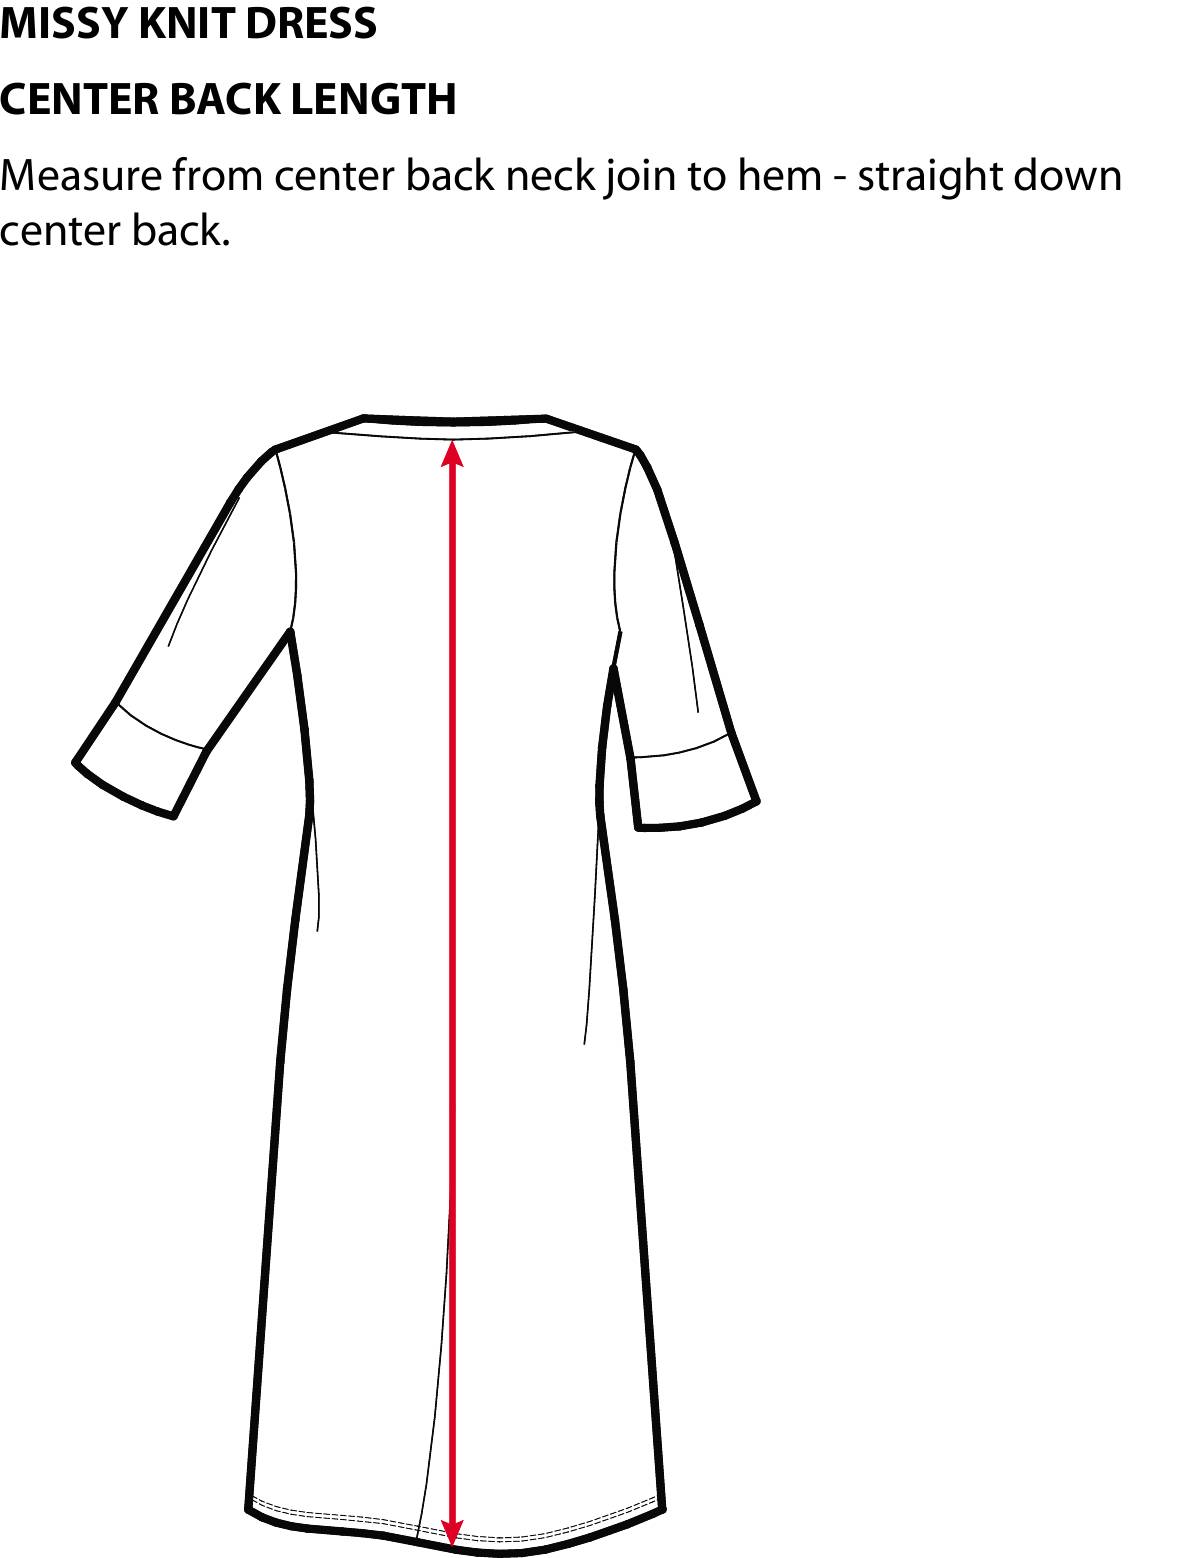 MISSY KNIT DRESS
CENTER BACK LENGTH
Measure from center back neck join to hem - straight down
center back.